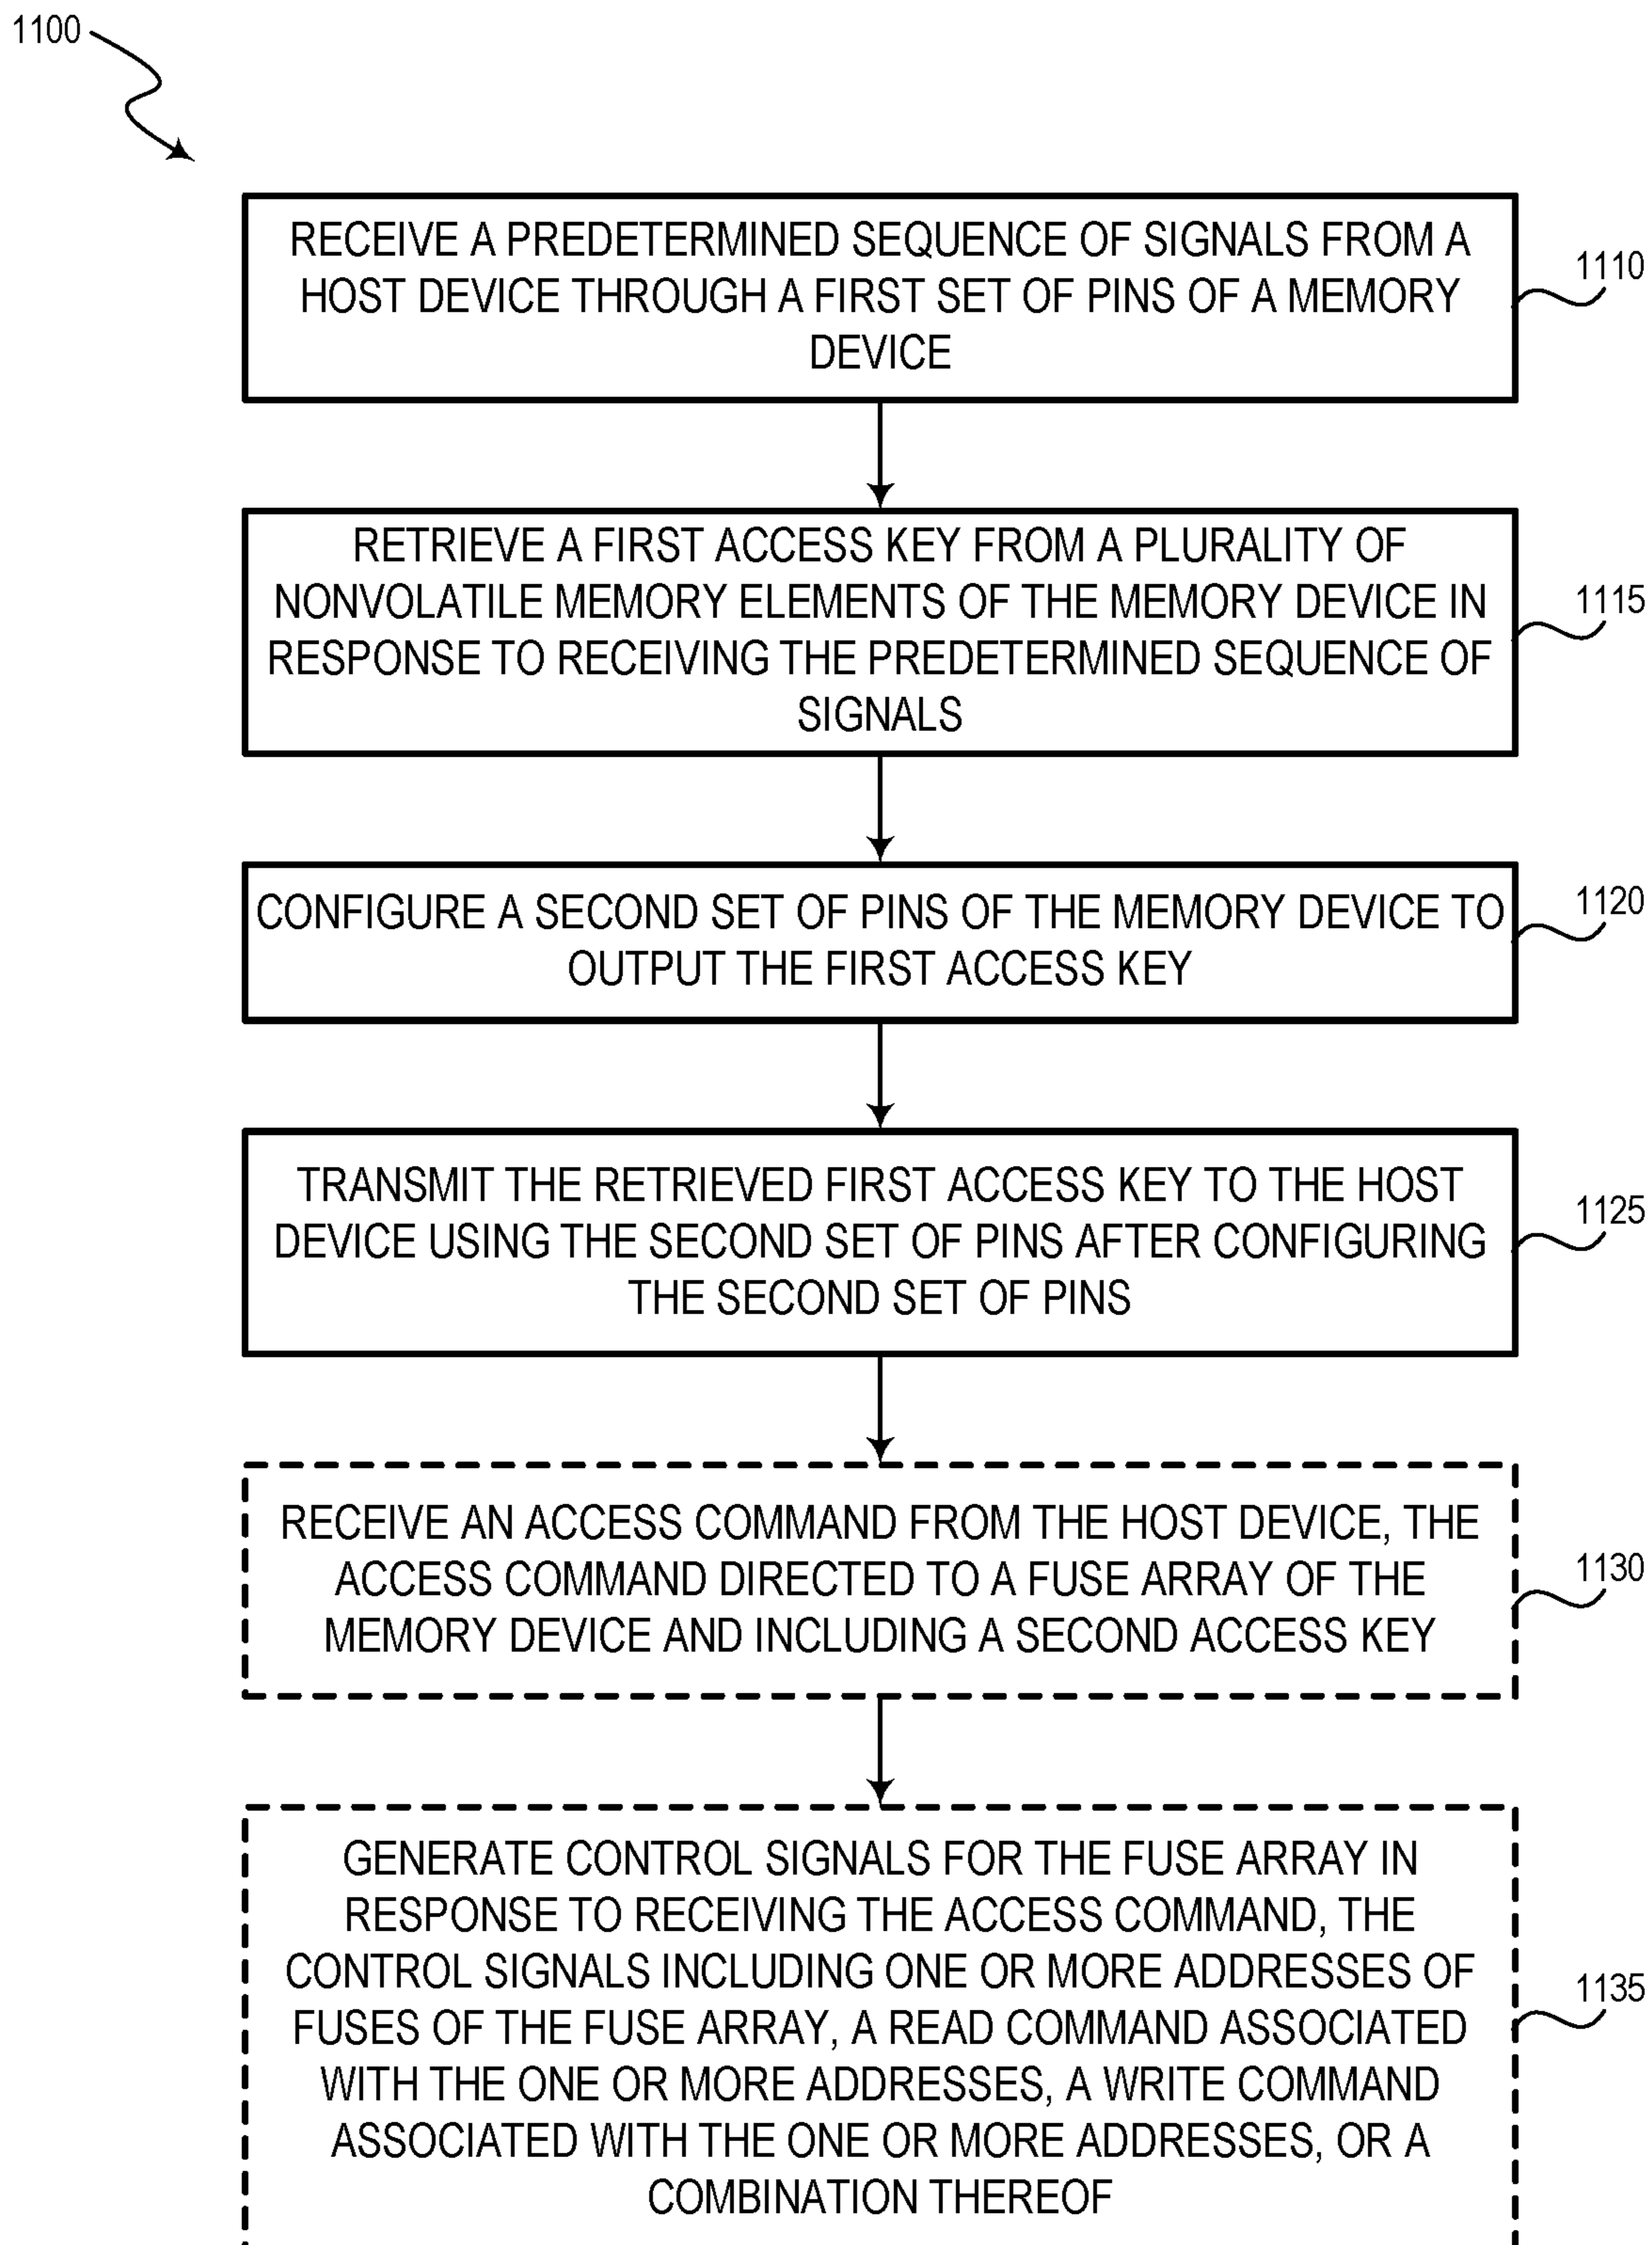 1100
RECEIVE A PREDETERMINED SEQUENCE OF SIGNALS FROM A
HOST DEVICE THROUGH A FIRST SET OF PINS OF A MEMORY
DEVICE
1110
RETRIEVE A FIRST ACCESS KEY FROM A PLURALITY OF
NONVOLATILE MEMORY ELEMENTS OF THE MEMORY DEVICE IN
RESPONSE TO RECEIVING THE PREDETERMINED SEQUENCE OF
SIGNALS
1115
CONFIGURE A SECOND SET OF PINS OF THE MEMORY DEVICE TO
OUTPUT THE FIRST ACCESS KEY
1120
TRANSMIT THE RETRIEVED FIRST ACCESS KEY TO THE HOST
DEVICE USING THE SECOND SET OF PINS AFTER CONFIGURING
THE SECOND SET OF PINS
1125
RECEIVE AN ACCESS COMMAND FROM THE HOST DEVICE, THE
ACCESS COMMAND DIRECTED TO A FUSE ARRAY OF THE
MEMORY DEVICE AND INCLUDING A SECOND ACCESS KEY
1130
GENERATE CONTROL SIGNALS FOR THE FUSE ARRAY IN
RESPONSE TO RECEIVING THE ACCESS COMMAND, THE
CONTROL SIGNALS INCLUDING ONE OR MORE ADDRESSES OF
FUSES OF THE FUSE ARRAY, A READ COMMAND ASSOCIATED
WITH THE ONE OR MORE ADDRESSES, A WRITE COMMAND
ASSOCIATED WITH THE ONE OR MORE ADDRESSES, OR A
COMBINATION THEREOF
1135